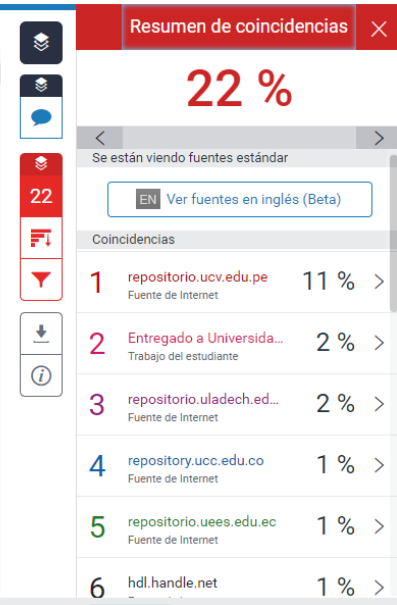 Resumen de coincidencias
22 %
Se están viendo fuentes estándar
22
EN Ver fuentes en inglés (Beta)
Coincidencias
1 repositorio.ucv.edu.pe 11 %
Fuente de Internet
2 Entregado a Universida... 2 %
Trabajo del estudiante
3 repositorio.uladech.ed... 2 %
Fuente de Internet
4 repository.ucc.edu.co 1 %
Fuente de Internet
5 repositorio.uees.edu.ec 1 %
Fuente de Internet
6 hdl.handle.net 1 %